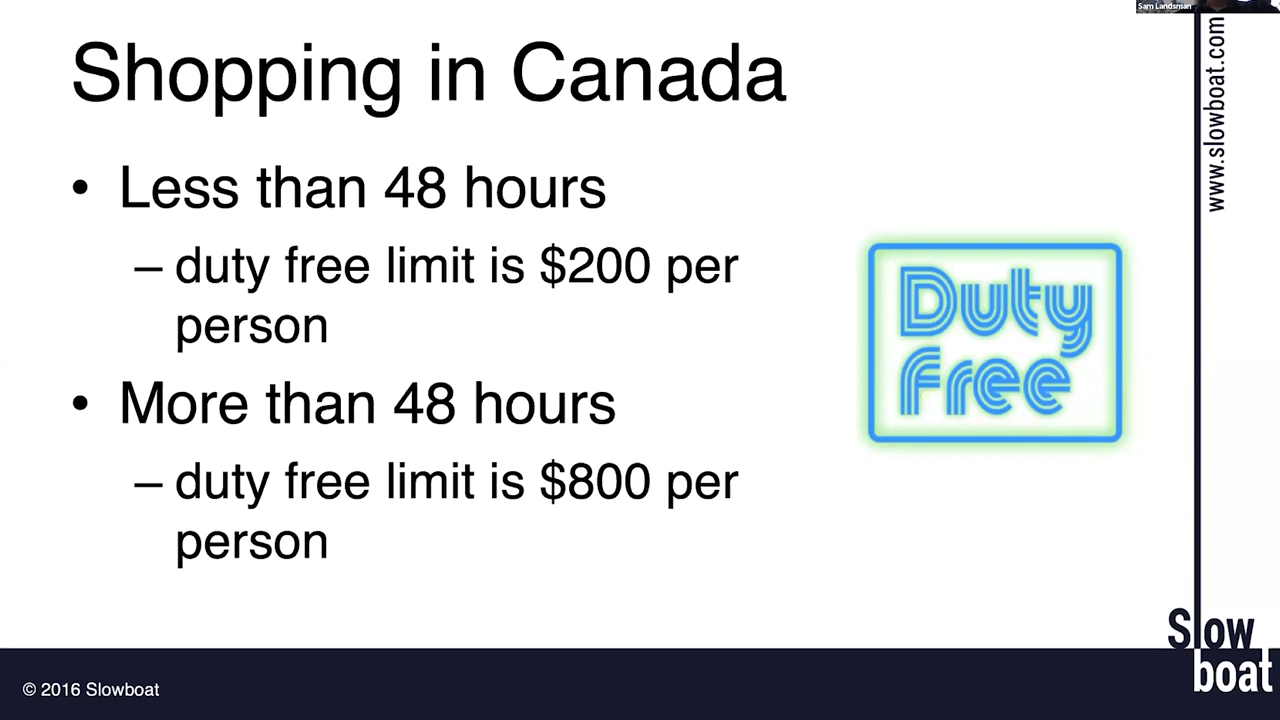 Sam Landsman
Shopping in Canada
www.slowboat.com
• Less than 48 hours
– duty free limit is $200 per
person
• More than 48 hours
– duty free limit is $800 per
person
Duty
Free
Slow
boat
© 2016 Slowboat